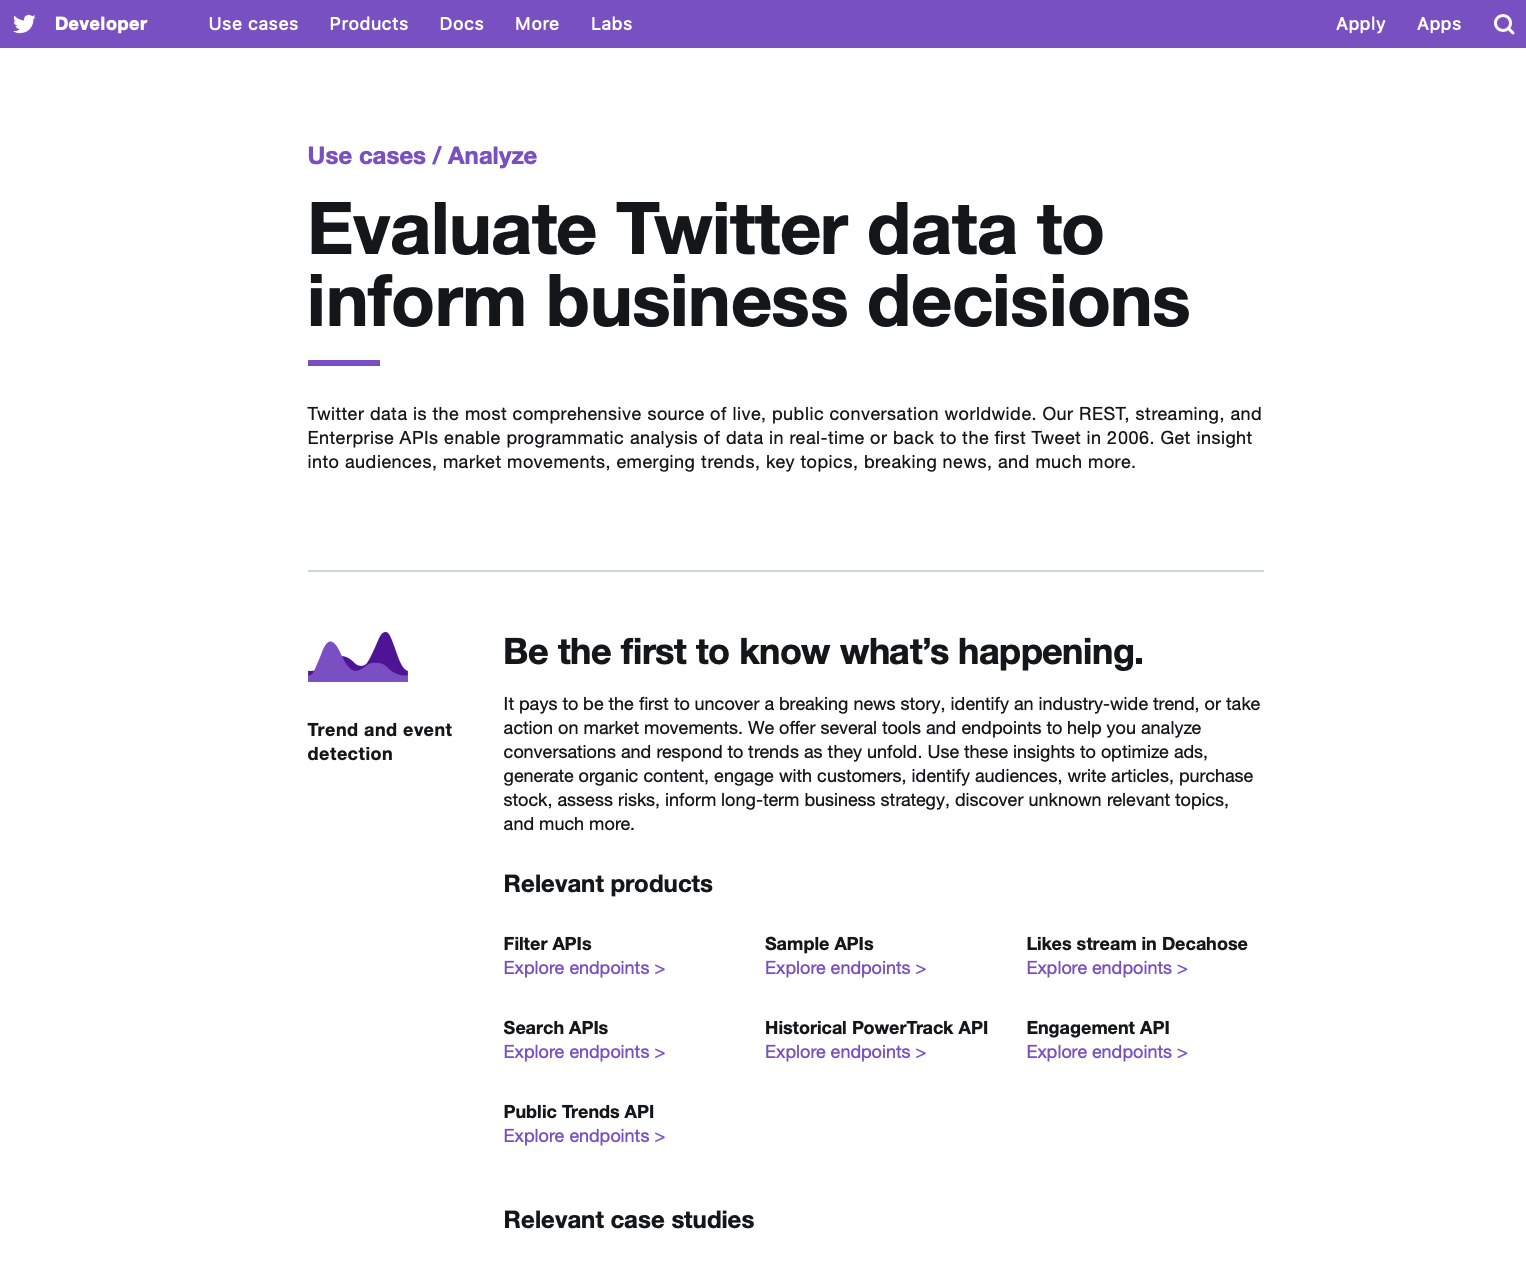 Developer Use cases Products Docs More Labs Apply Apps
Use cases / Analyze
Evaluate Twitter data to
inform business decisions
Twitter data is the most comprehensive source of live, public conversation worldwide. Our REST, streaming, and
Enterprise APIs enable programmatic analysis of data in real-time or back to the first Tweet in 2006. Get insight
into audiences, market movements, emerging trends, key topics, breaking news, and much more.
Trend and event
detection
Be the first to know what’s happening.
It pays to be the first to uncover a breaking news story, identify an industry-wide trend, or take
action on market movements. We offer several tools and endpoints to help you analyze
conversations and respond to trends as they unfold. Use these insights to optimize ads,
generate organic content, engage with customers, identify audiences, write articles, purchase
stock, assess risks, inform long-term business strategy, discover unknown relevant topics,
and much more.
Relevant products
Filter APIs
Explore endpoints >
Sample APIs
Explore endpoints >
Likes stream in Decahose
Explore endpoints >
Search APIs
Explore endpoints >
Historical PowerTrack API
Explore endpoints >
Engagement API
Explore endpoints >
Public Trends API
Explore endpoints >
Relevant case studies